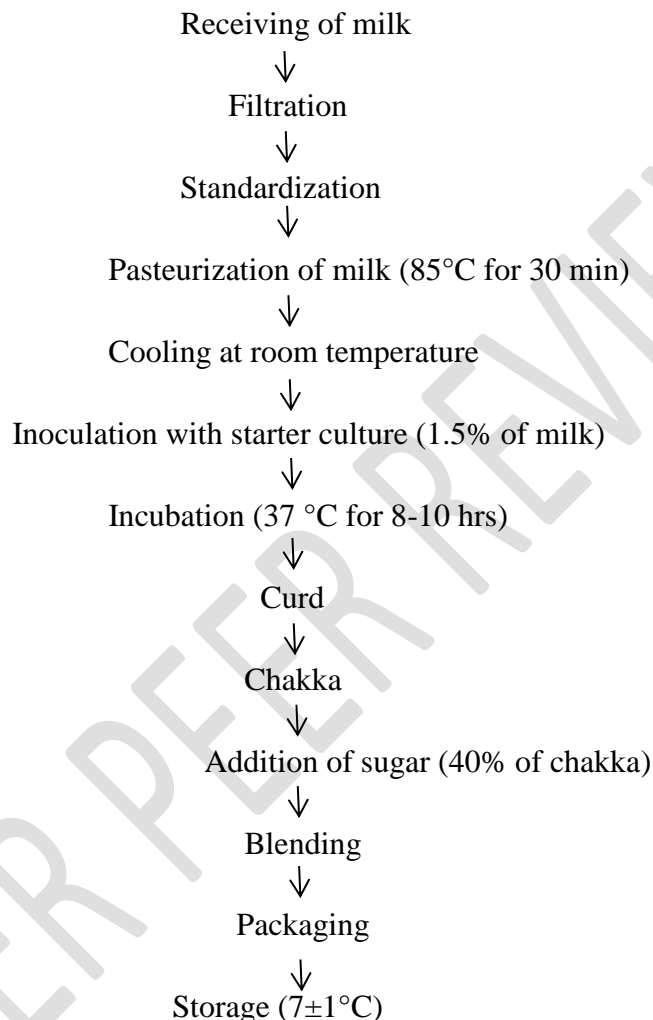 Receiving of milk
Filtration
Standardization
Pasteurization of milk (85°C for 30 min)
Cooling at room temperature
Inoculation with starter culture (1.5% of milk)
Incubation (37 °C for 8-10 hrs)
Curd
Chakka
Addition of sugar (40% of chakka)
Blending
Packaging
Storage (7±1°C)
PEER REVIE